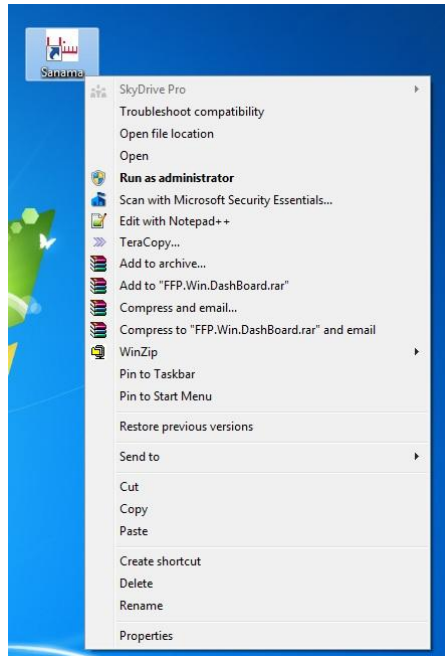 Sanama
SkyDrive Pro
Troubleshoot compatibility
Open file location
Open
Run as administrator
Scan with Microsoft Security Essentials...
Edit with Notepad++
TeraCopy...
Add to archive...
Add to "FFP.Win.DashBoard.rar"
Compress and email...
Compress to "FFP.Win.DashBoard.rar" and email
WinZip
Pin to Taskbar
Pin to Start Menu
Restore previous versions
Send to
Cut
Copy
Paste
Create shortcut
Delete
Rename
Properties